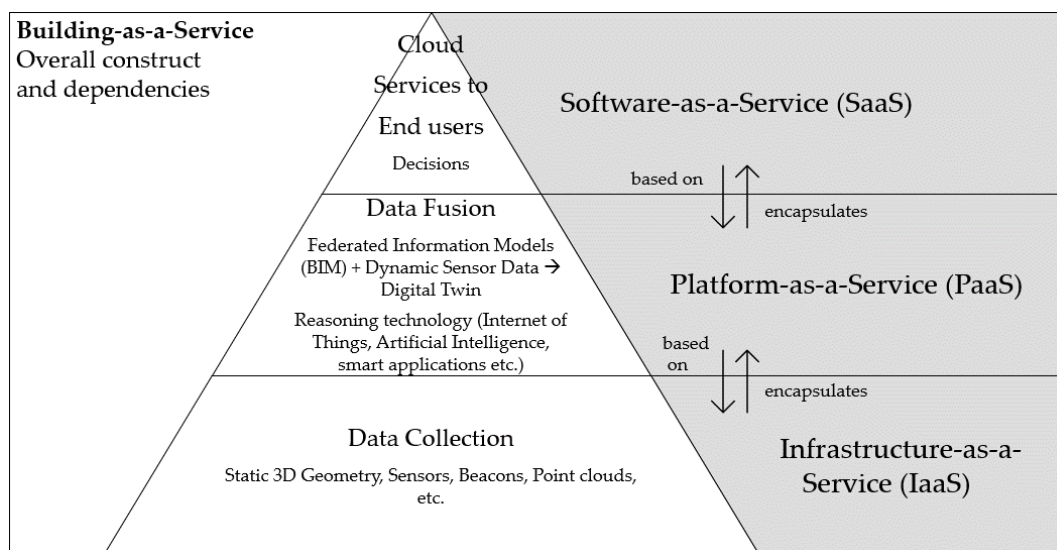 Building-as-a-Service
Overall construct
and dependencies
Cloud
Services to
End users
Decisions
Software-as-a-Service (SaaS)
based on
encapsulates
Data Fusion
Federated Information Models
(BIM) + Dynamic Sensor Data →
Digital Twin
Reasoning technology (Internet of
Things, Artificial Intelligence,
smart applications etc.)
Platform-as-a-Service (PaaS)
based
on
encapsulates
Data Collection
Static 3D Geometry, Sensors, Beacons, Point clouds,
etc.
Infrastructure-as-a-
Service (IaaS)